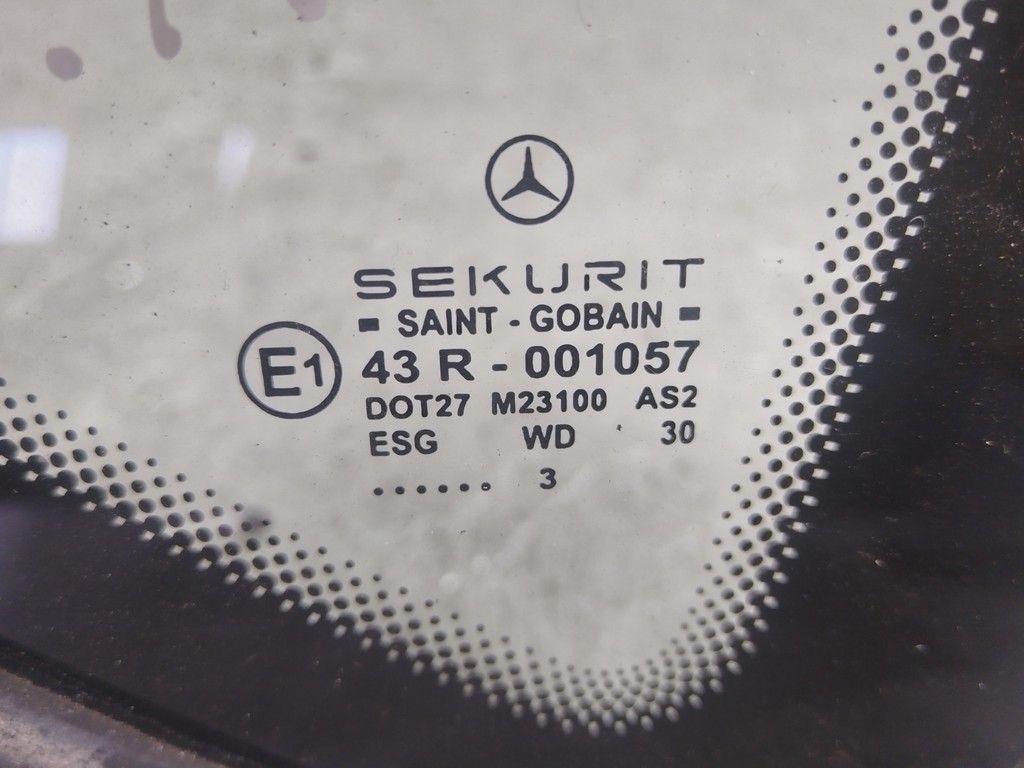 SEKURIT
SAINT - GOBAIN
E1 43 R - 001057
DOT27 M23100 AS2
ESG WD 30
...... 3